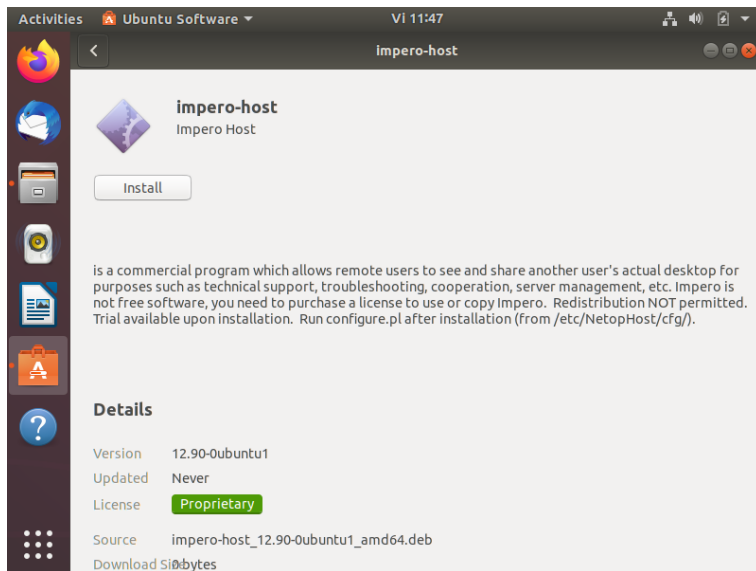 Activities
Ubuntu Software
Vi 11:47
impero-host
impero-host
Impero Host
Install
is a commercial program which allows remote users to see and share another user's actual desktop for
purposes such as technical support, troubleshooting, cooperation, server management, etc. Impero is
not free software, you need to purchase a license to use or copy Impero.  Redistribution NOT permitted.
Trial available upon installation.  Run configure.pl after installation (from /etc/NetopHost/cfg/).
Details
Version 12.90-0ubuntu1
Updated Never
License Proprietary
Source impero-host_12.90-0ubuntu1_amd64.deb
Download Size 0 bytes